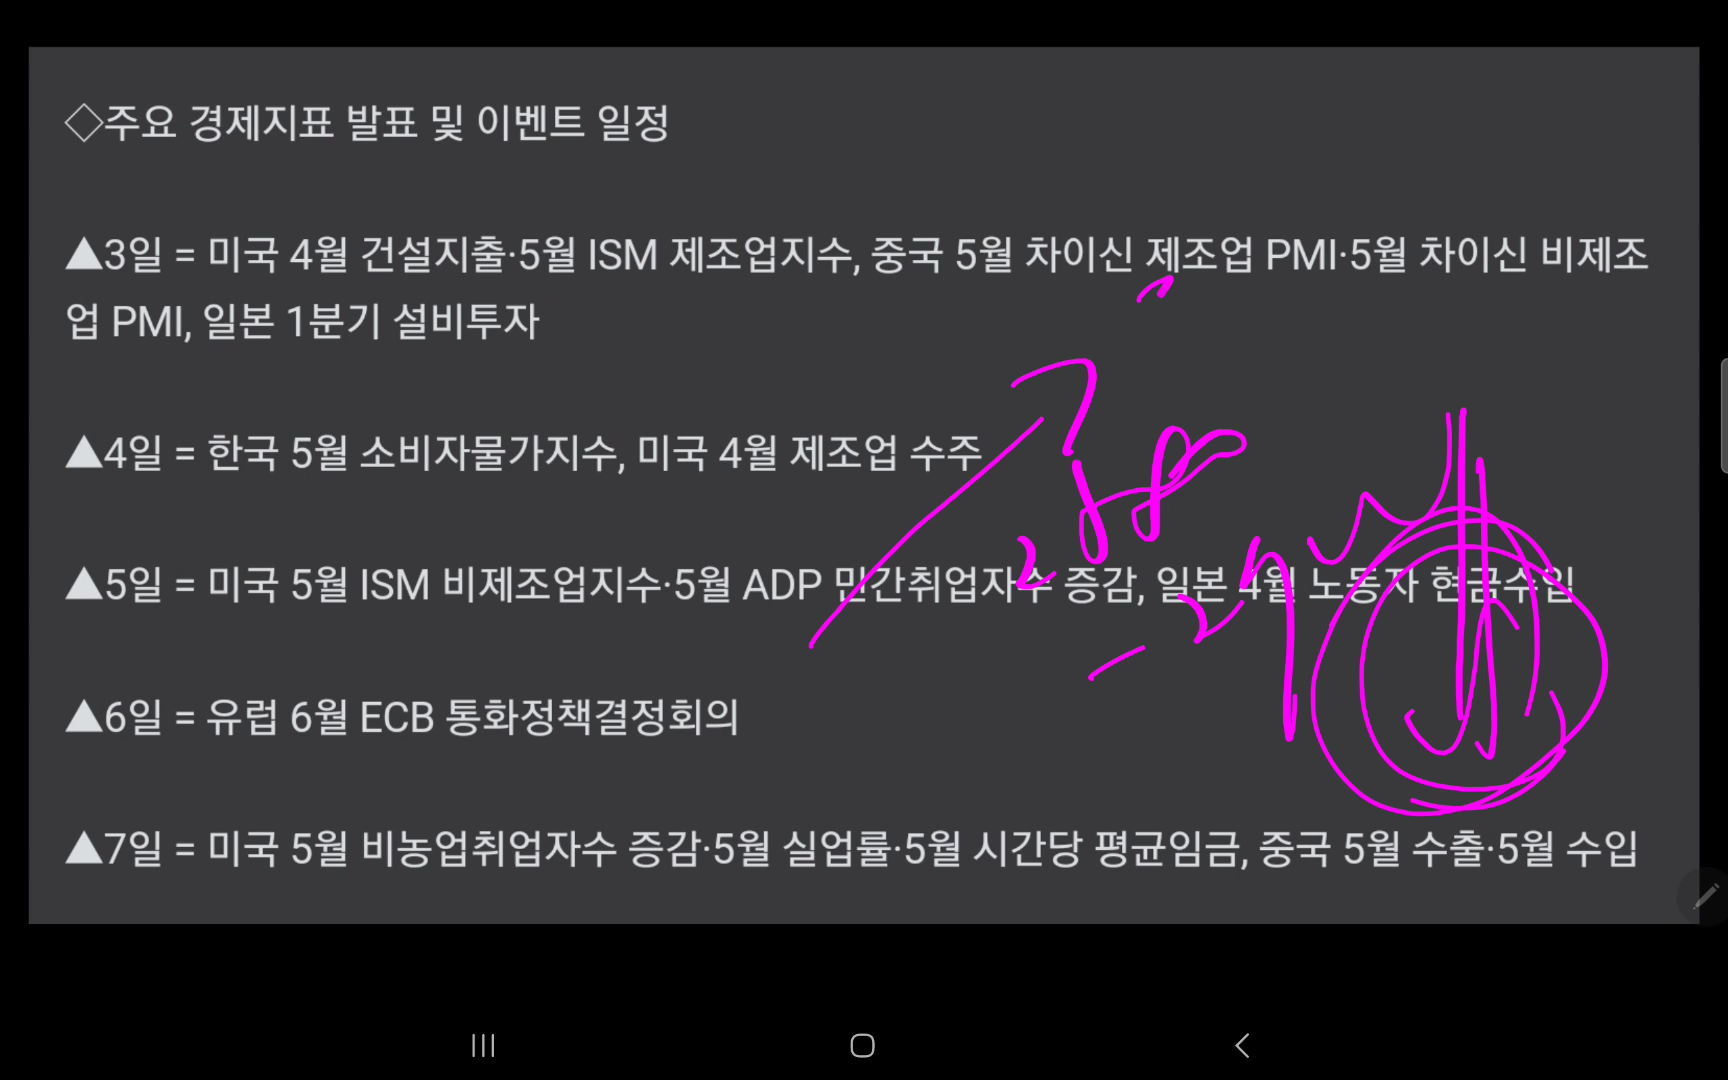 ◇주요 경제지표 발표 및 이벤트 일정
▲3일 = 미국 4월 건설지출·5월 ISM 제조업지수, 중국 5월 차이신 제조업 PMI·5월 차이신 비제조
업 PMI, 일본 1분기 설비투자
▲4일 = 한국 5월 소비자물가지수, 미국 4월 제조업 수주
▲5일 = 미국 5월 ISM 비제조업지수·5월 ADP 민간취업자수 증감, 일본 4월 노동자 현금수입
▲6일 = 유럽 6월 ECB 통화정책결정회의
▲7일 = 미국 5월 비농업취업자수 증감·5월 실업률·5월 시간당 평균임금, 중국 5월 수출·5월 수입